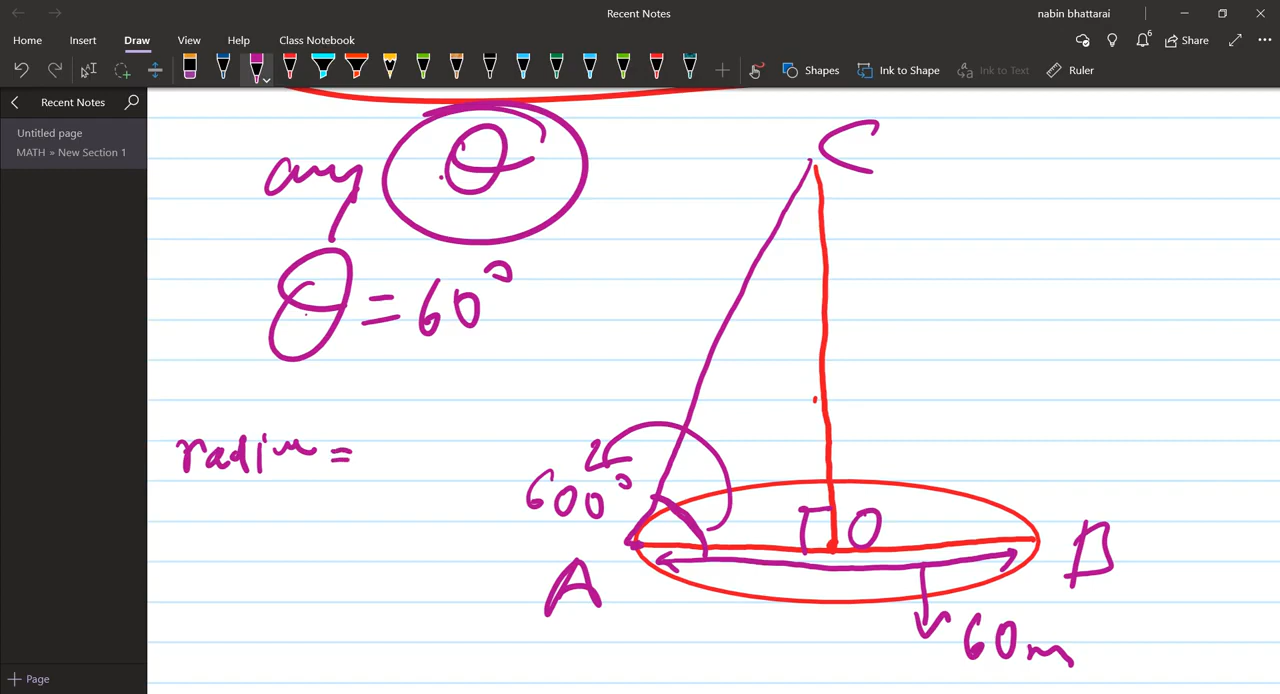 Recent Notes
nabin bhattarai
Home Insert Draw View Help Class Notebook
6
Share
Shapes
Ink to Shape
Ink to Text
Ruler
Recent Notes
Untitled page
MATH » New Section 1
C
any θ
θ = 60°
radius =
600°
O
A
B
60m
Page